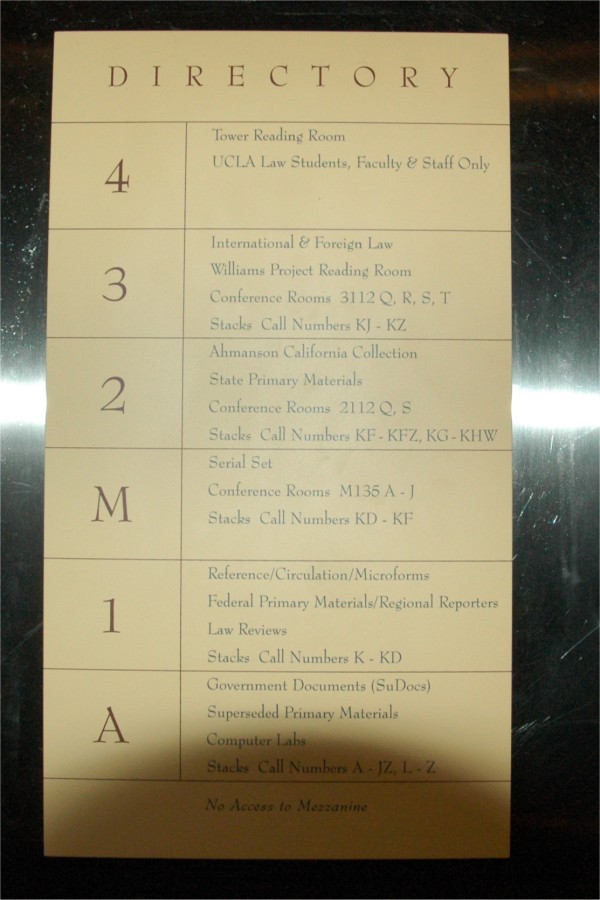 DIRECTORY
4
Tower Reading Room
UCLA Law Students, Faculty & Staff Only
3
International & Foreign Law
Williams Project Reading Room
Conference Rooms 3112 Q, R, S, T
Stacks Call Numbers KJ - KZ
2
Ahmanson California Collection
State Primary Materials
Conference Rooms 2112 Q, S
Stacks Call Numbers KF - KFZ, KG - KHW
M
Serial Set
Conference Rooms M135 A - J
Stacks Call Numbers KD - KF
1
Reference/Circulation/Microforms
Federal Primary Materials/Regional Reporters
Law Reviews
Stacks Call Numbers K - KD
A
Government Documents (SuDocs)
Superseded Primary Materials
Computer Labs
Stacks Call Numbers A - JZ, L - Z
No Access to Mezzanine